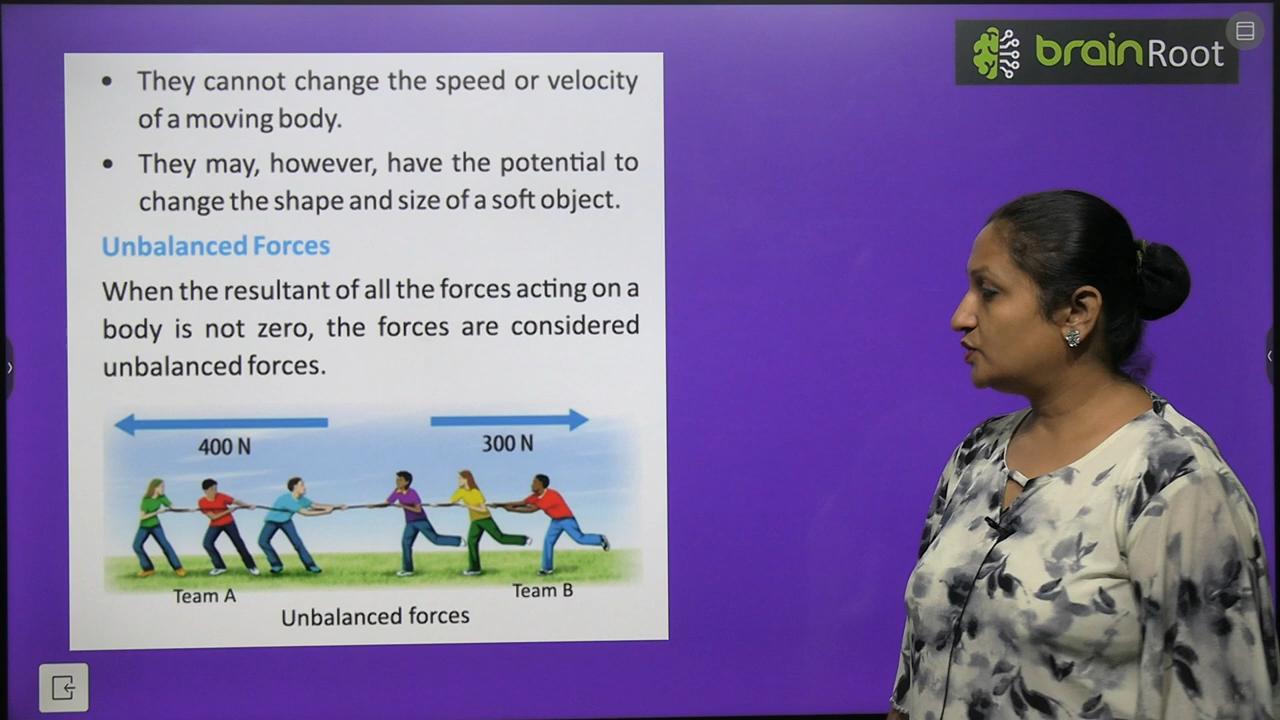 brainRoot
• They cannot change the speed or velocity
of a moving body.
• They may, however, have the potential to
change the shape and size of a soft object.
Unbalanced Forces
When the resultant of all the forces acting on a
body is not zero, the forces are considered
unbalanced forces.
400 N 300 N
Team A Team B
Unbalanced forces